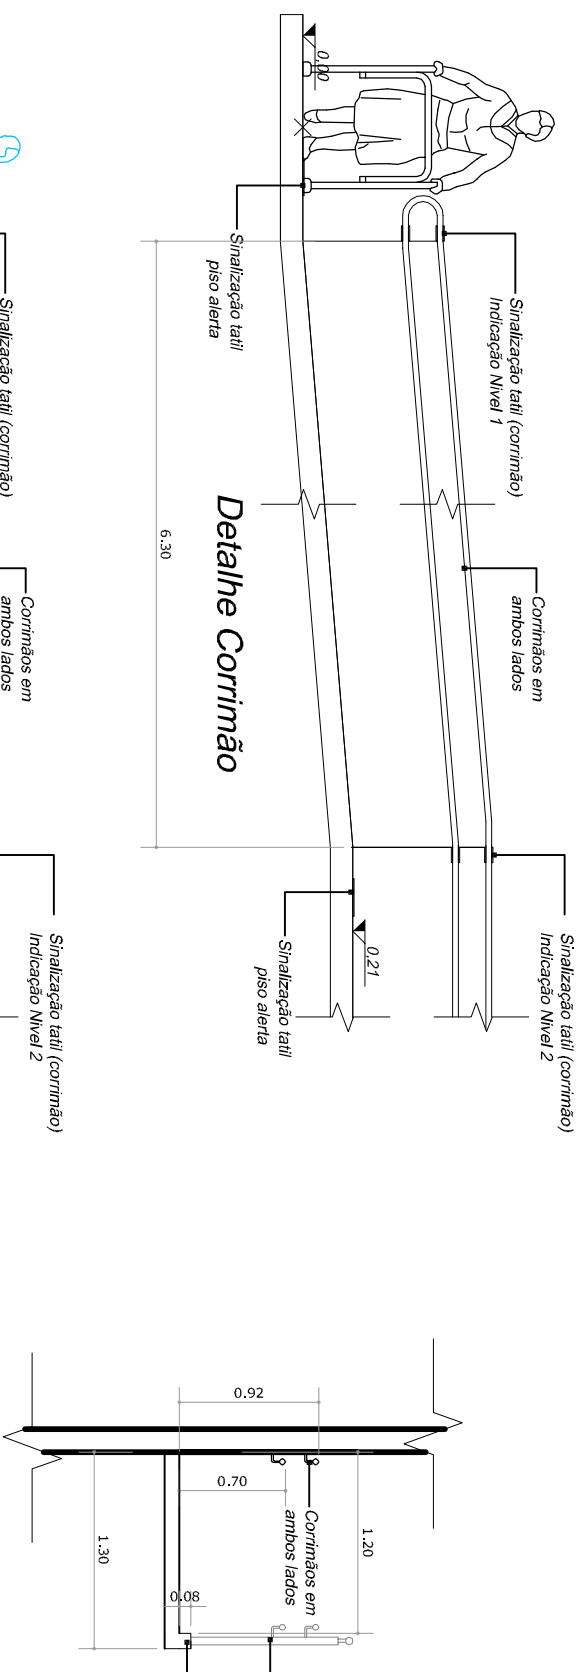 0,00
Sinalização tatil
piso alerta
Sinalização tatil (corrimão)
Indicação Nivel 1
Corrimãos em
ambos lados
6.30
Detalhe Corrimão
Sinalização tatil (corrimão)
Indicação Nivel 2
0,21
Sinalização tatil
piso alerta
Sinalização tatil (corrimão)
Corrimãos em
ambos lados
Sinalização tatil (corrimão)
Indicação Nivel 2
0.92
0.70
Corrimãos em
ambos lados
1.20
1.30
0.08